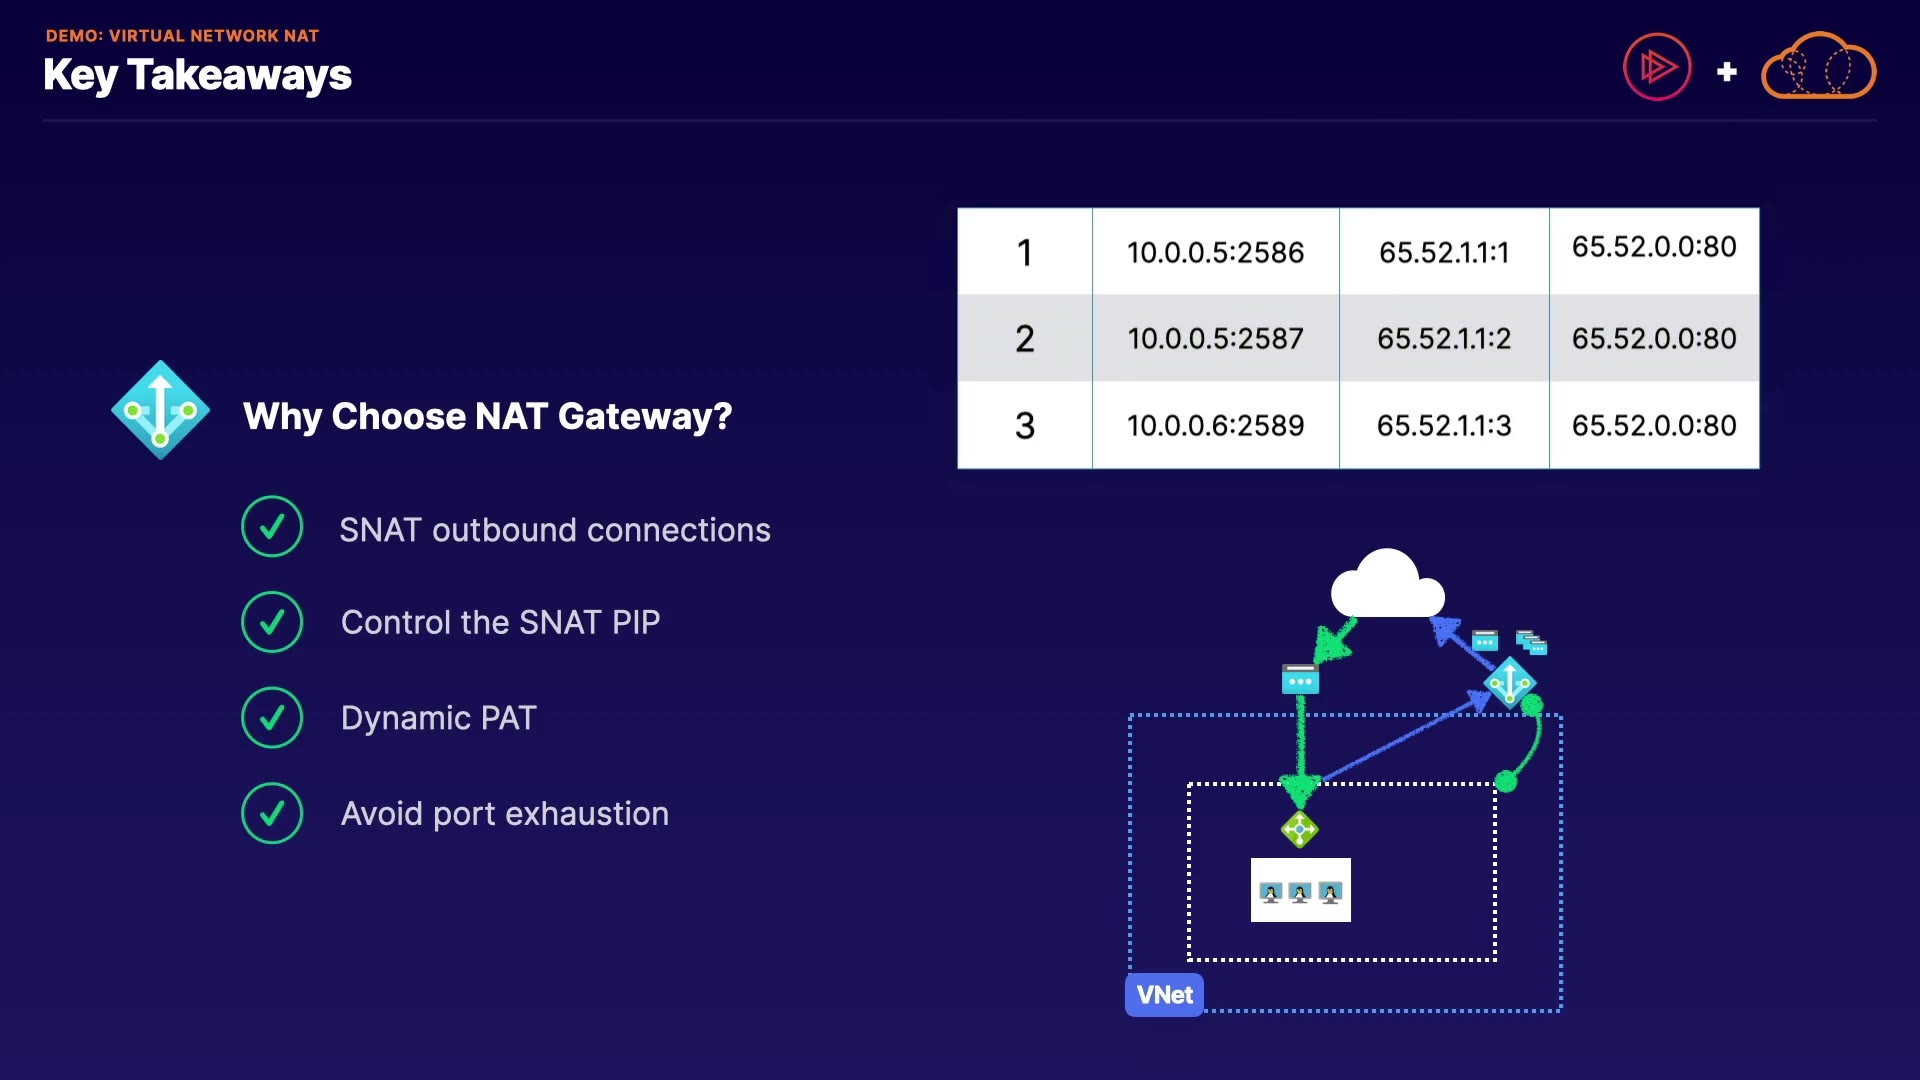 DEMO: VIRTUAL NETWORK NAT
Key Takeaways
Why Choose NAT Gateway?
SNAT outbound connections
Control the SNAT PIP
Dynamic PAT
Avoid port exhaustion
1 10.0.0.5:2586 65.52.1.1:1 65.52.0.0:80
2 10.0.0.5:2587 65.52.1.1:2 65.52.0.0:80
3 10.0.0.6:2589 65.52.1.1:3 65.52.0.0:80
VNet